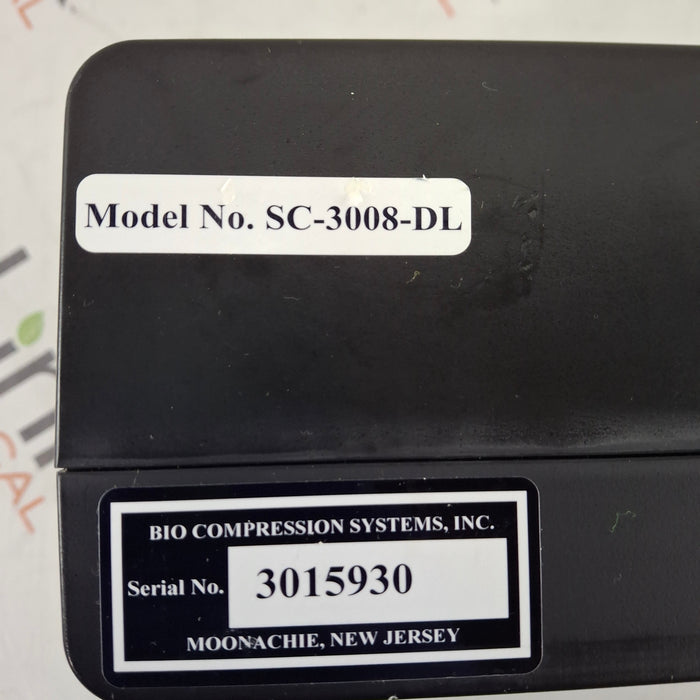 Model No. SC-3008-DL
BIO COMPRESSION SYSTEMS, INC.
Serial No. 3015930
MOONACHIE, NEW JERSEY